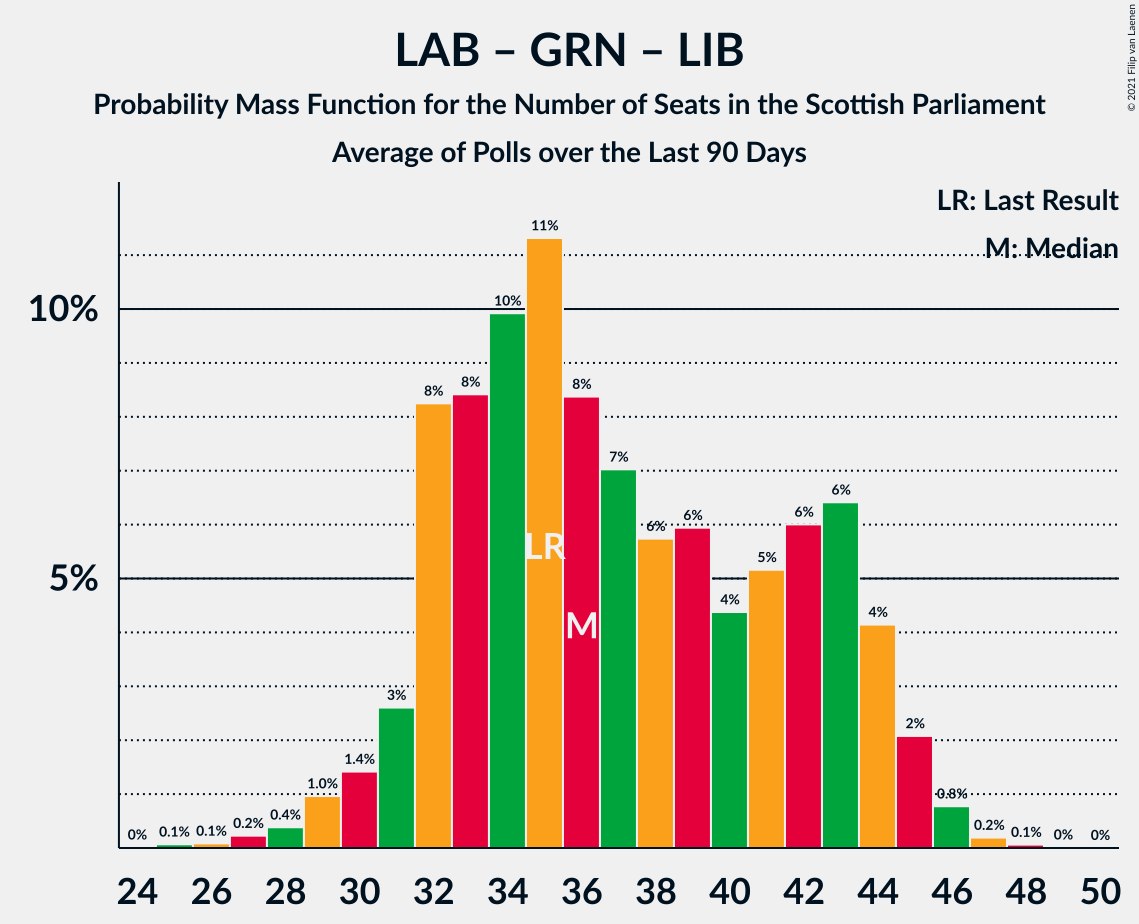 LAB – GRN – LIB
Probability Mass Function for the Number of Seats in the Scottish Parliament
Average of Polls over the Last 90 Days
© 2021 Filip van Laenen
LR: Last Result
M: Median
10%
5%
0% 0.1% 0.1% 0.2% 0.4% 1.0% 1.4% 3% 8% 8% 10% 11% 8% 7% 6% 6% 4% 5% 6% 6% 4% 2% 0.8% 0.2% 0.1% 0% 0%
LR
M
24 26 28 30 32 34 36 38 40 42 44 46 48 50